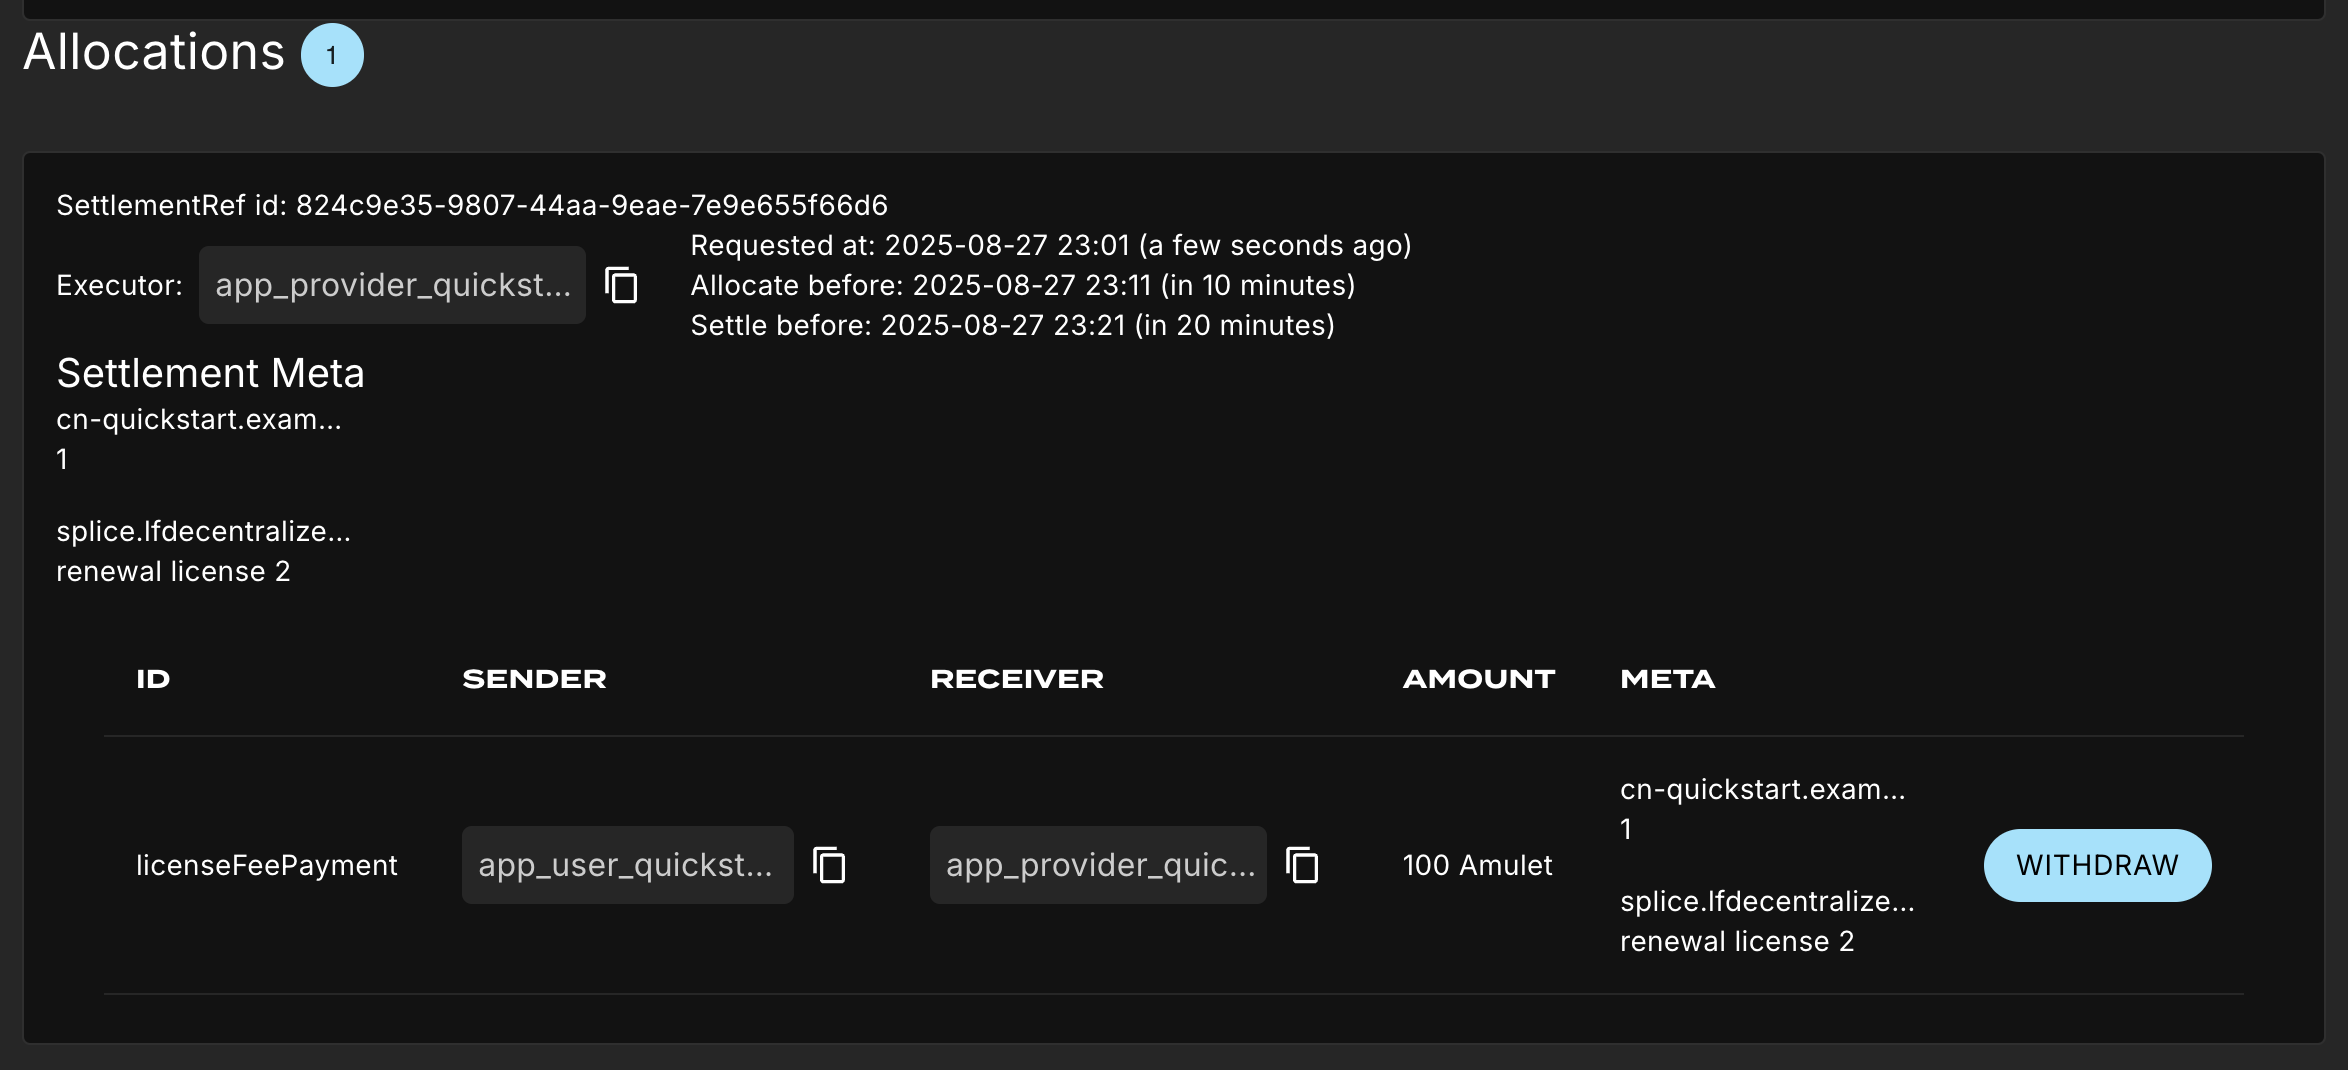 Allocations 1
SettlementRef id: 824c9e35-9807-44aa-9eae-7e9e655f66d6
Executor: app_provider_quickst...
Requested at: 2025-08-27 23:01 (a few seconds ago)
Allocate before: 2025-08-27 23:11 (in 10 minutes)
Settle before: 2025-08-27 23:21 (in 20 minutes)
Settlement Meta
cn-quickstart.exam...
1
splice.lfdecentralize...
renewal license 2
ID SENDER RECEIVER AMOUNT META
licenseFeePayment app_user_quickst... app_provider_quic... 100 Amulet
cn-quickstart.exam...
1
splice.lfdecentralize...
renewal license 2
WITHDRAW